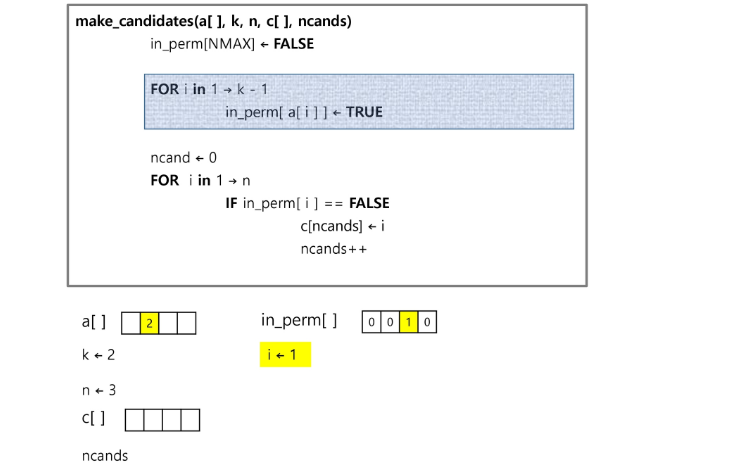 make_candidates(a[ ], k, n, c[ ], ncands)
in_perm[NMAX] ← FALSE
FOR i in 1 → k - 1
in_perm[ a[ i ] ] ← TRUE
ncand ← 0
FOR i in 1 → n
IF in_perm[ i ] == FALSE
c[ncands] ← i
ncands++
a[ ] 2 in_perm[ ] 0 0 1 0
k ← 2 i ← 1
n ← 3
c[ ]
ncands